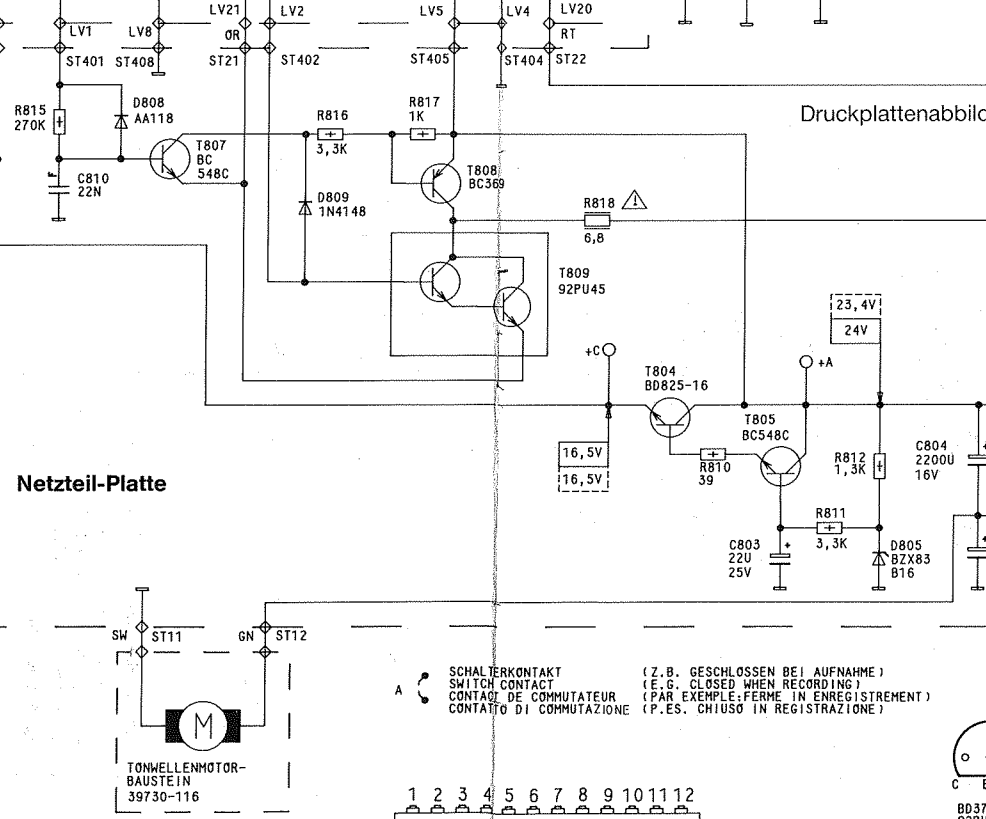 LV1
LV8
LV21
LV2
LV5
LV4
LV20
ÖR
RT
ST401
ST408
ST21
ST402
ST405
ST404
ST22
Druckplattenabbild
R815
270K
D808
AA118
T807
BC
548C
R816
3,3K
R817
1K
T808
BC369
C810
22N
F
D809
1N4148
R818
6,8
T809
92PU45
23,4V
24V
+C
+A
T804
BD825-16
T805
BC548C
16,5V
16,5V
R810
39
R812
1,3K
C804
2200U
16V
+
R811
3,3K
C803
22U
25V
+
D805
BZX83
B16
+
Netzteil-Platte
SW
ST11
GN
ST12
A
SCHALTERKONTAKT (Z.B. GESCHLOSSEN BEI AUFNAHME)
SWITCH CONTACT (E.G. CLOSED WHEN RECORDING)
CONTACT DE COMMUTATEUR (PAR EXEMPLE:FERME IN ENREGISTREMENT)
CONTATTO DI COMMUTAZIONE (P.ES. CHIUSO IN REGISTRAZIONE)
M
TONWELLENMOTOR-
BAUSTEIN
39730-116
1 2 3 4 5 6 7 8 9 10 11 12
C
BD37